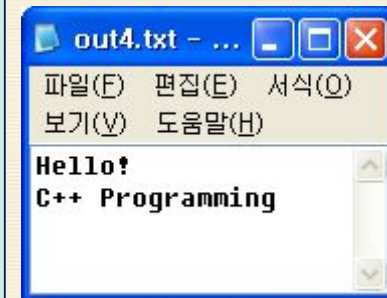 out4.txt - ...
파일(F) 편집(E) 서식(O)
보기(V) 도움말(H)
Hello!
C++ Programming